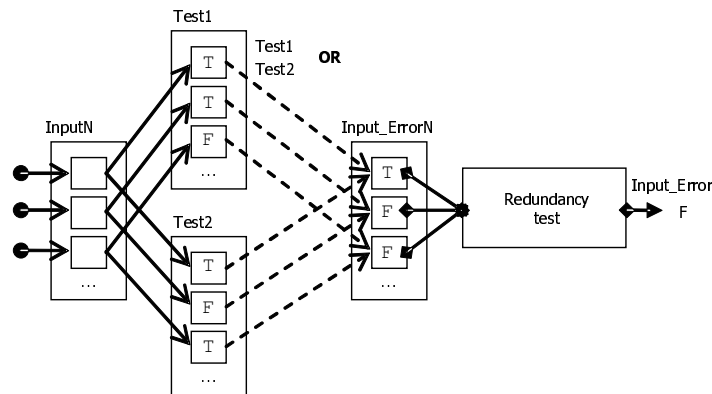 Test1
T
T
F
...
Test1 OR
Test2
InputN
...
Test2
T
F
T
...
Input_ErrorN
T
F
F
...
Redundancy
test
Input_Error
F